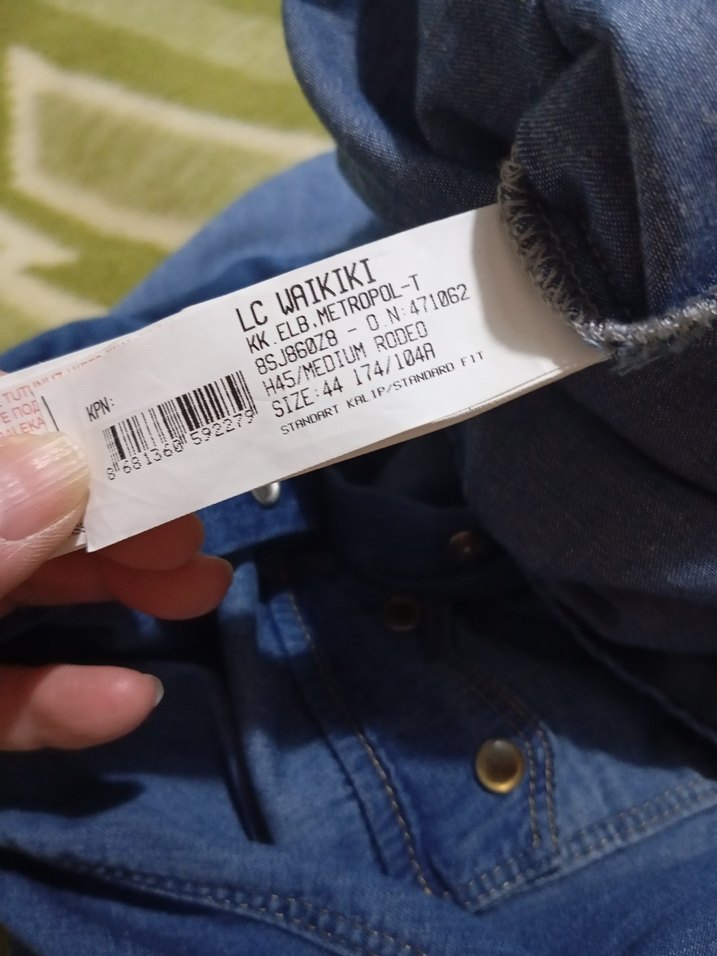 LC WAIKIKI
KK.ELB.METROPOL-T
8SJ860Z8 - O.N:471062
H45/MEDIUM RODEO
SIZE:44 174/104A
STANDART KALIP/STANDARD FIT
KPN:
8 681360 592279
ПОД